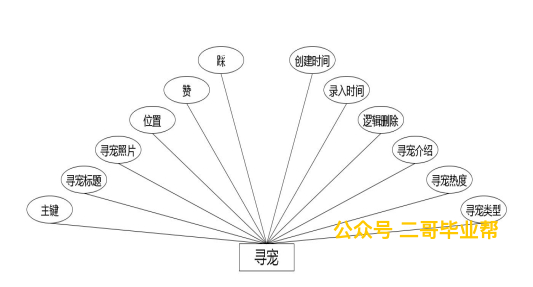 踩
创建时间
赞
录入时间
位置
逻辑删除
寻宠照片
寻宠介绍
寻宠标题
寻宠热度
主键
寻宠类型
公众号 二哥毕业帮
寻宠